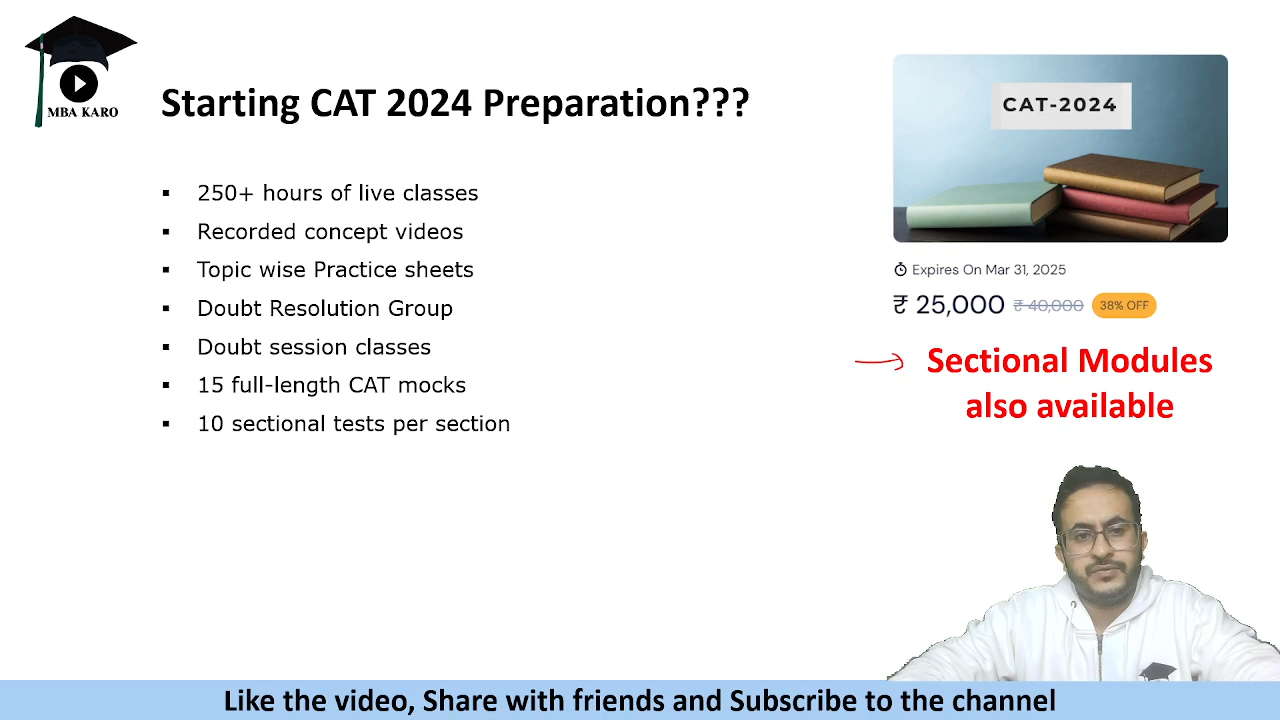 MBA KARO
Starting CAT 2024 Preparation???
▪ 250+ hours of live classes
▪ Recorded concept videos
▪ Topic wise Practice sheets
▪ Doubt Resolution Group
▪ Doubt session classes
▪ 15 full-length CAT mocks
▪ 10 sectional tests per section
CAT-2024
Expires On Mar 31, 2025
₹ 25,000 ₹ 40,000 38% OFF
Sectional Modules
also available
Like the video, Share with friends and Subscribe to the channel